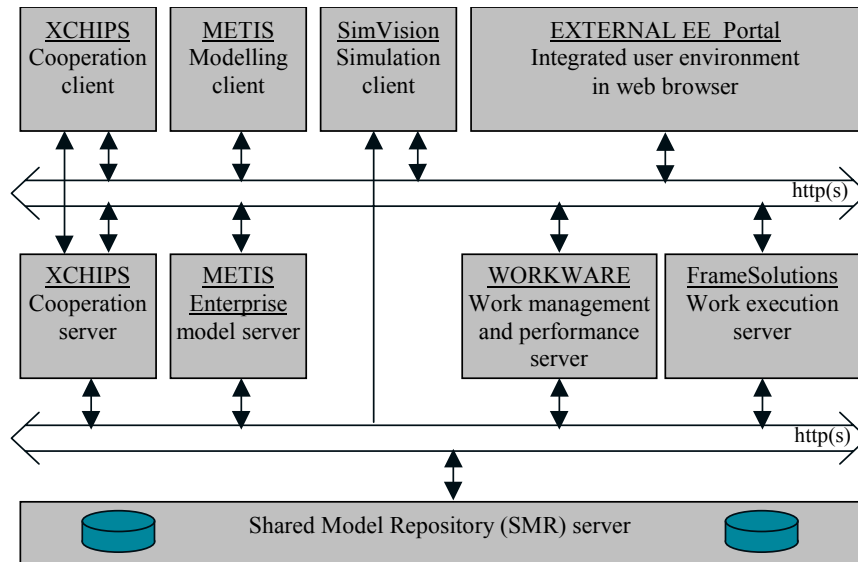 XCHIPS
Cooperation
client
METIS
Modelling
client
SimVision
Simulation
client
EXTERNAL EE Portal
Integrated user environment
in web browser
http(s)
XCHIPS
Cooperation
server
METIS
Enterprise
model server
WORKWARE
Work management
and performance
server
FrameSolutions
Work execution
server
http(s)
Shared Model Repository (SMR) server